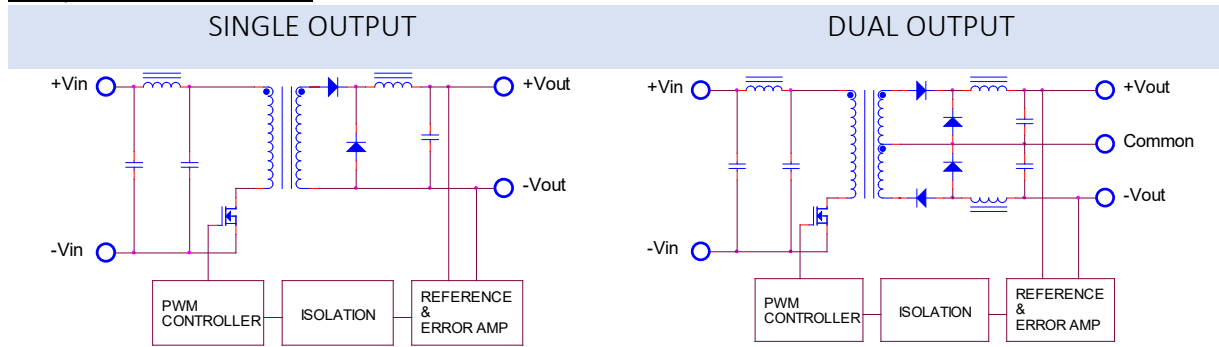 SINGLE OUTPUT
+Vin
+Vout
-Vout
-Vin
PWM
CONTROLLER
ISOLATION
REFERENCE
&
ERROR AMP
DUAL OUTPUT
+Vin
+Vout
Common
-Vout
-Vin
PWM
CONTROLLER
ISOLATION
REFERENCE
&
ERROR AMP